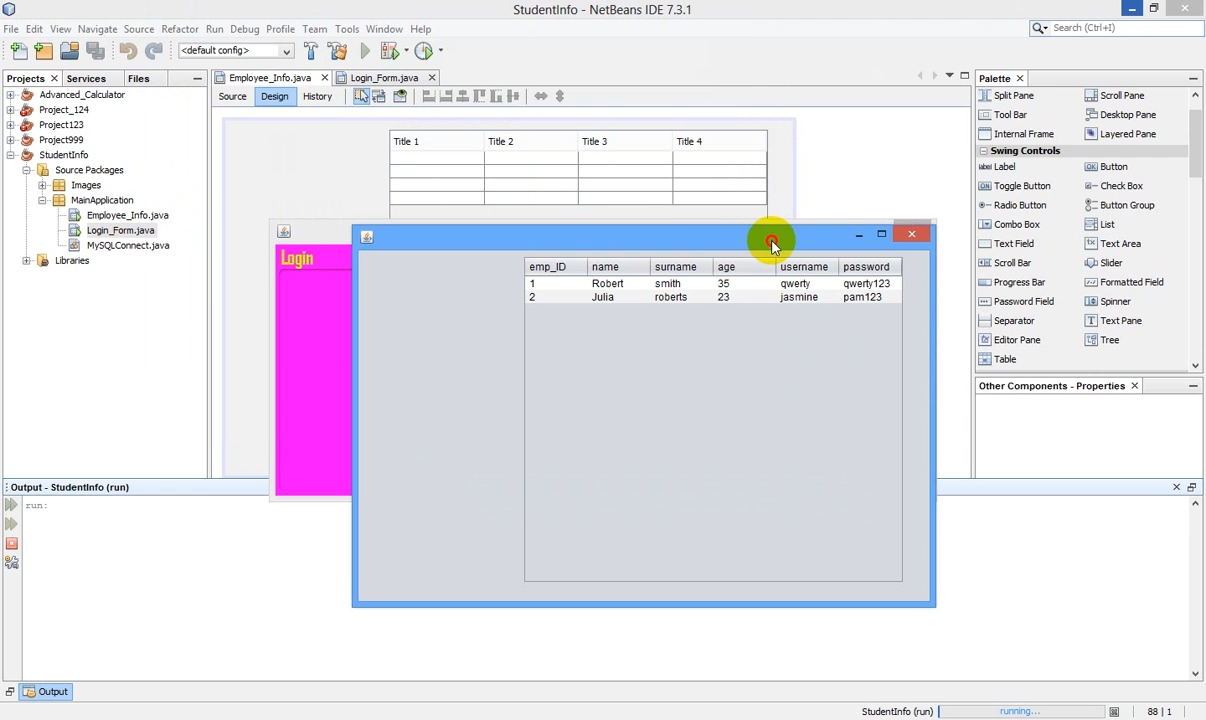 StudentInfo - NetBeans IDE 7.3.1
File Edit View Navigate Source Refactor Run Debug Profile Team Tools Window Help
Search (Ctrl+I)
<default config>
Projects Services Files
Employee_Info.java Login_Form.java
Palette
Advanced_Calculator
Project_124
Project123
Project999
StudentInfo
Source Packages
Images
MainApplication
Employee_Info.java
Login_Form.java
MySQLConnect.java
Libraries
Source Design History
Title 1 Title 2 Title 3 Title 4
Login
emp_ID name surname age username password
1 Robert smith 35 qwerty qwerty123
2 Julia roberts 23 jasmine pam123
Split Pane Scroll Pane
Tool Bar Desktop Pane
Internal Frame Layered Pane
Swing Controls
Label Button
Toggle Button Check Box
Radio Button Button Group
Combo Box List
Text Field Text Area
Scroll Bar Slider
Progress Bar Formatted Field
Password Field Spinner
Separator Text Pane
Editor Pane Tree
Table
Other Components - Properties
Output - StudentInfo (run)
run:
Output
StudentInfo (run) running... 88 | 1